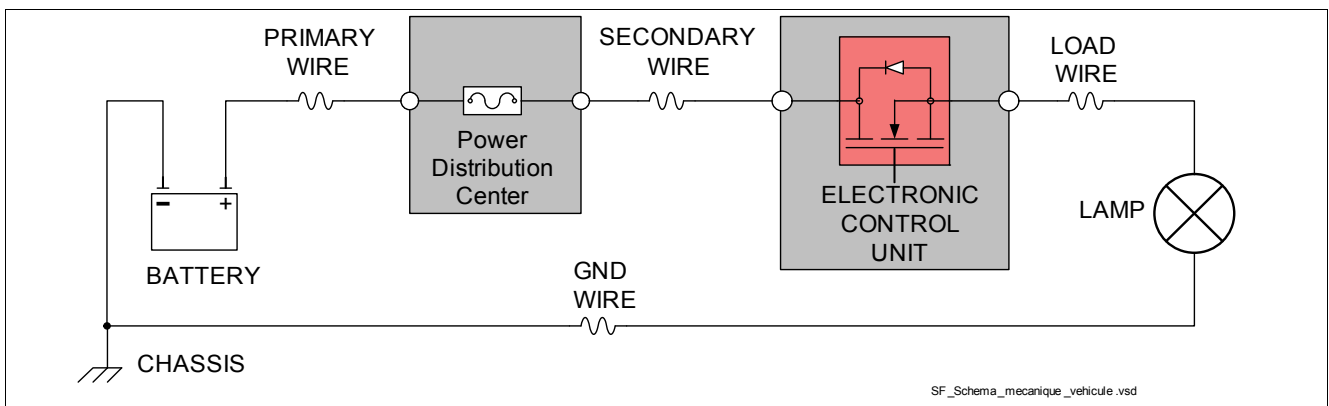 PRIMARY
WIRE
SECONDARY
WIRE
LOAD
WIRE
Power
Distribution
Center
ELECTRONIC
CONTROL
UNIT
LAMP
- +
BATTERY
GND
WIRE
CHASSIS
SF_Schema_mecanique_vehicule.vsd